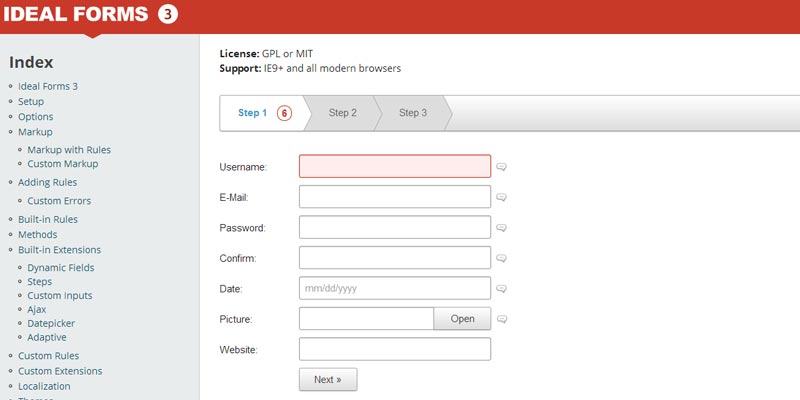 IDEAL FORMS 3
Index
Ideal Forms 3
Setup
Options
Markup
Markup with Rules
Custom Markup
Adding Rules
Custom Errors
Built-in Rules
Methods
Built-in Extensions
Dynamic Fields
Steps
Custom Inputs
Ajax
Datepicker
Adaptive
Custom Rules
Custom Extensions
Localization
Themes
License: GPL or MIT
Support: IE9+ and all modern browsers
Step 1 6 Step 2 Step 3
Username:
E-Mail:
Password:
Confirm:
Date: mm/dd/yyyy
Picture: Open
Website:
Next »